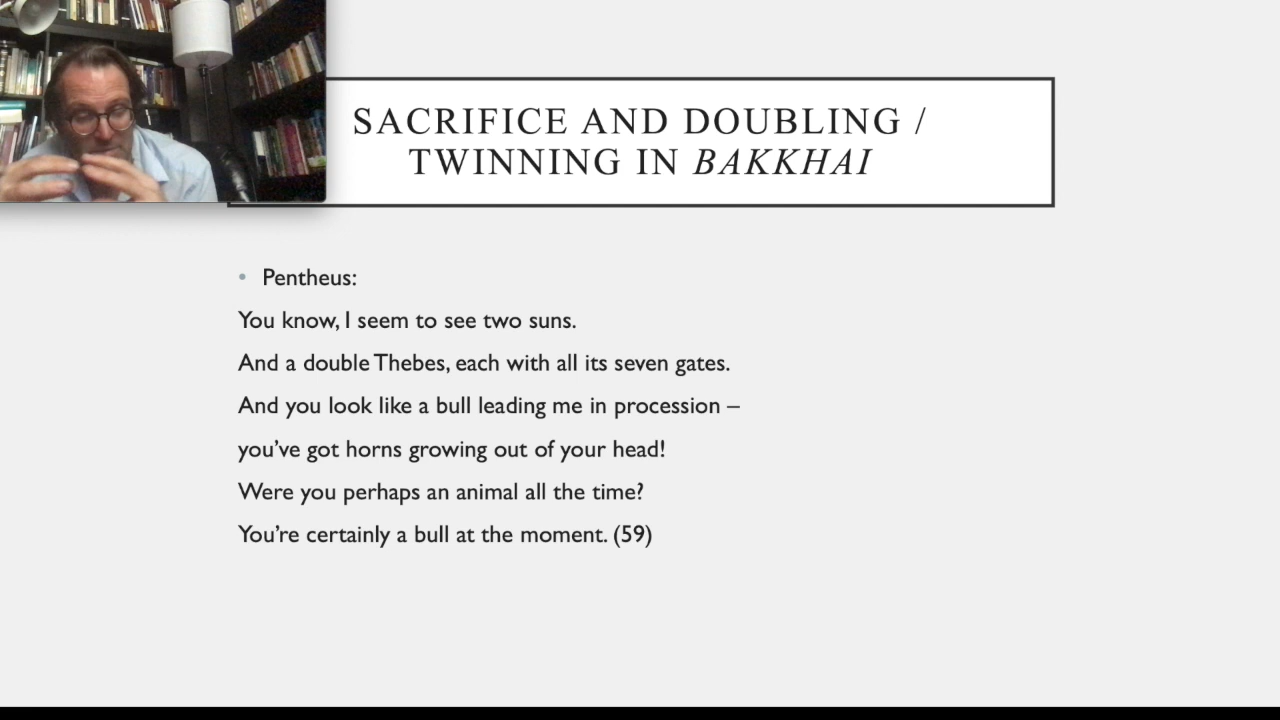 SACRIFICE AND DOUBLING /
TWINNING IN BAKKHAI
• Pentheus:
You know, I seem to see two suns.
And a double Thebes, each with all its seven gates.
And you look like a bull leading me in procession –
you’ve got horns growing out of your head!
Were you perhaps an animal all the time?
You’re certainly a bull at the moment. (59)